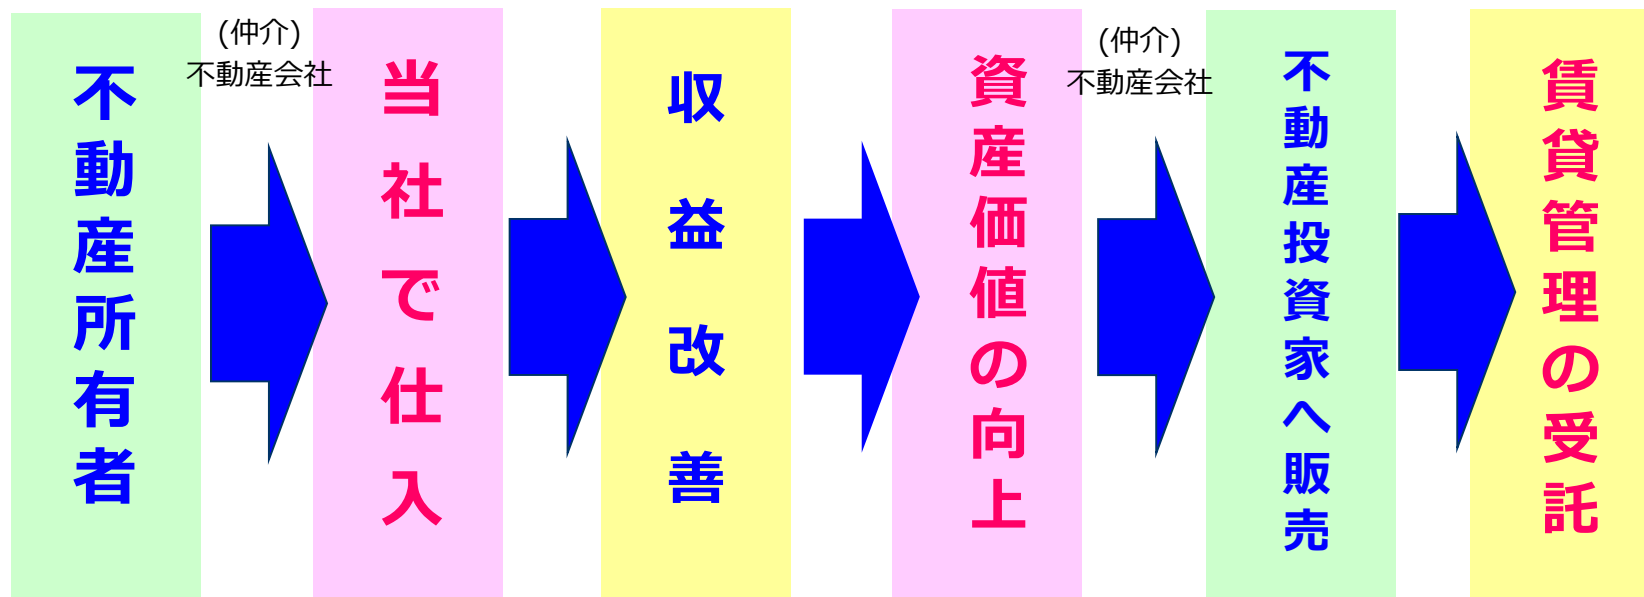 不動産所有者
(仲介)
不動産会社
当社で仕入
収益改善
資産価値の向上
(仲介)
不動産会社
不動産投資家へ販売
賃貸管理の受託